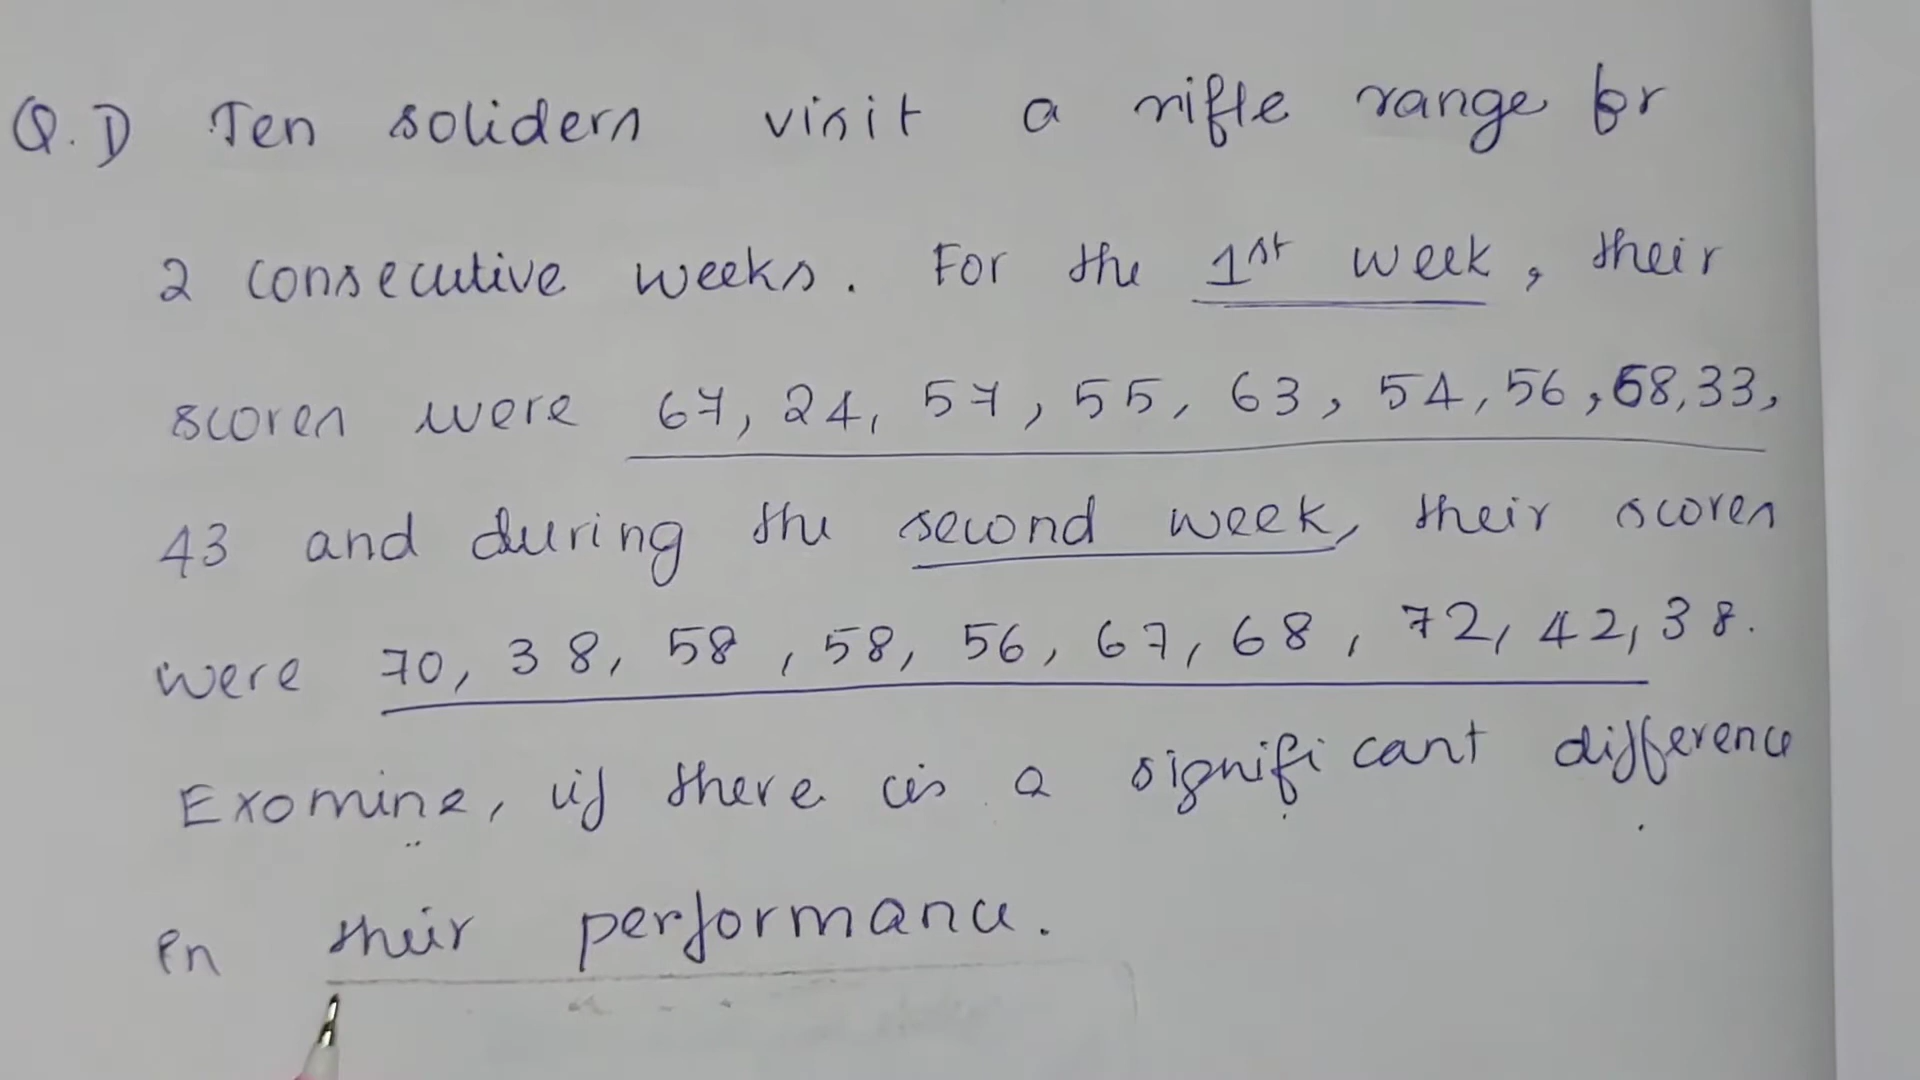 Q.1) Ten soliders visit a rifle range for
2 consecutive weeks. For the 1st week, their
scores were 67, 24, 57, 55, 63, 54, 56, 68, 33,
43 and during the second week, their scores
were 70, 38, 58, 58, 56, 67, 68, 72, 42, 38.
Examine, if there is a significant difference
in their performance.